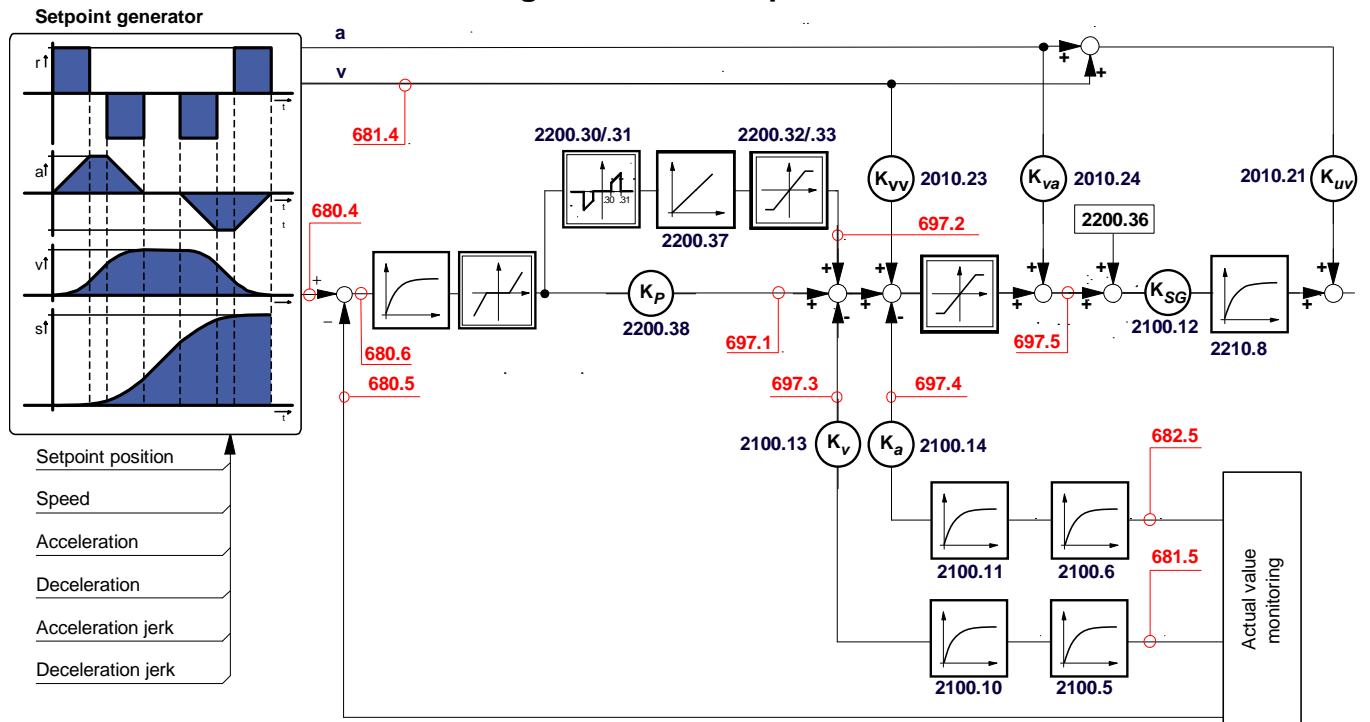 Setpoint generator
a
v
r
t
681.4
2200.30/.31
2200.32/.33
.30 .31
2200.37
697.2
K_VV
2010.23
K_va
2010.24
2010.21
K_uv
a
t
t
680.4
2200.36
v
t
+
-
680.6
680.5
K_P
2200.38
697.1
+
+
+
+
+
+
+
+
+
+
+
-
-
697.5
K_SG
2100.12
2210.8
s
t
697.3
697.4
2100.13
K_v
K_a
2100.14
682.5
2100.11
2100.6
681.5
2100.10
2100.5
Actual value
monitoring
Setpoint position
Speed
Acceleration
Deceleration
Acceleration jerk
Deceleration jerk